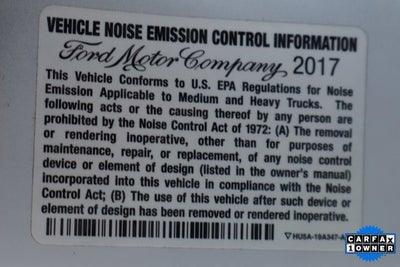 VEHICLE NOISE EMISSION CONTROL INFORMATION
Ford Motor Company 2017
This Vehicle Conforms to U.S. EPA Regulations for Noise
Emission Applicable to Medium and Heavy Trucks. The
following acts or the causing thereof by any person are
prohibited by the Noise Control Act of 1972: (A) The removal
or rendering inoperative, other than for purposes of
maintenance, repair, or replacement, of any noise control
device or element of design (listed in the owner's manual)
incorporated into this vehicle in compliance with the Noise
Control Act; (B) The use of this vehicle after such device or
element of design has been removed or rendered inoperative.
HU5A-19A347-A
CARFAX
1 OWNER